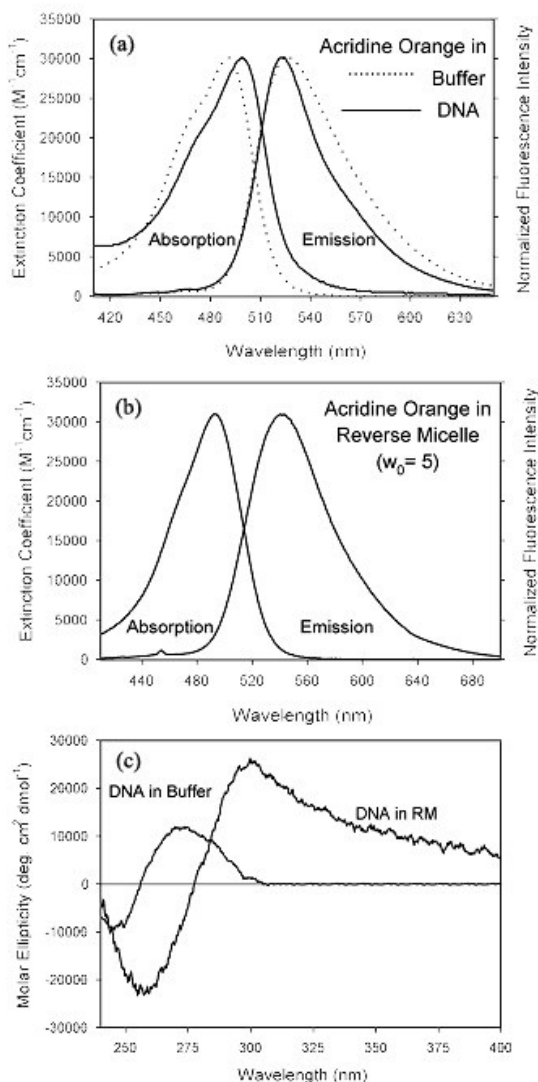 (a)
Acridine Orange in
Buffer
DNA
Absorption
Emission
35000
30000
25000
20000
15000
10000
5000
0
420 450 480 510 540 570 600 630
Wavelength (nm)
Extinction Coefficient (M⁻¹cm⁻¹)
Normalized Fluorescence Intensity
(b)
Acridine Orange in
Reverse Micelle
(w₀= 5)
Absorption
Emission
35000
30000
25000
20000
15000
10000
5000
0
440 480 520 560 600 640 680
Wavelength (nm)
Extinction Coefficient (M⁻¹cm⁻¹)
Normalized Fluorescence Intensity
(c)
DNA in Buffer
DNA in RM
30000
20000
10000
0
-10000
-20000
-30000
250 275 300 325 350 375 400
Wavelength (nm)
Molar Ellipticity (deg. cm² dmol⁻¹)